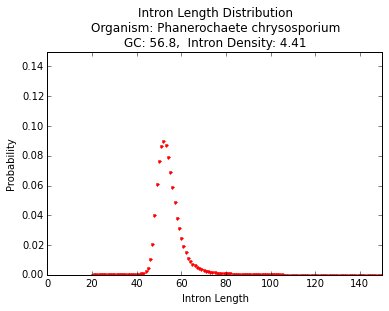 Intron Length Distribution
Organism: Phanerochaete chrysosporium
GC: 56.8,  Intron Density: 4.41
0.14
0.12
0.10
0.08
0.06
0.04
0.02
0.00
Probability
0 20 40 60 80 100 120 140
Intron Length